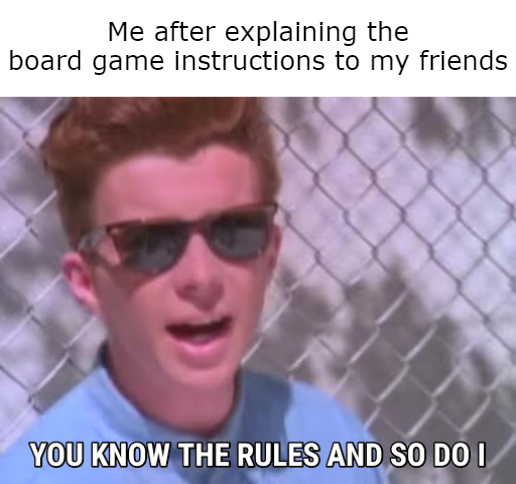 Me after explaining the
board game instructions to my friends
YOU KNOW THE RULES AND SO DO I